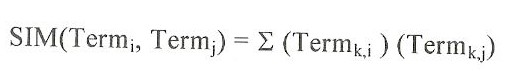 SIM(Termᵢ, Termⱼ) = Σ (Termₖ,ᵢ ) (Termₖ,ⱼ)